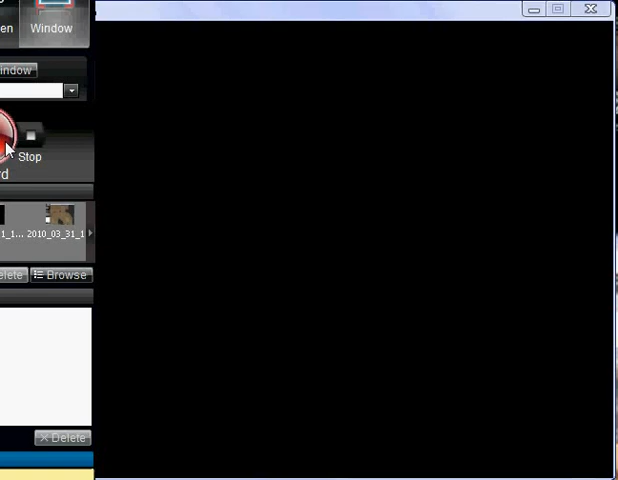 en
Window
indow
Stop
rd
1_1... 2010_03_31_1
elete
Browse
Delete